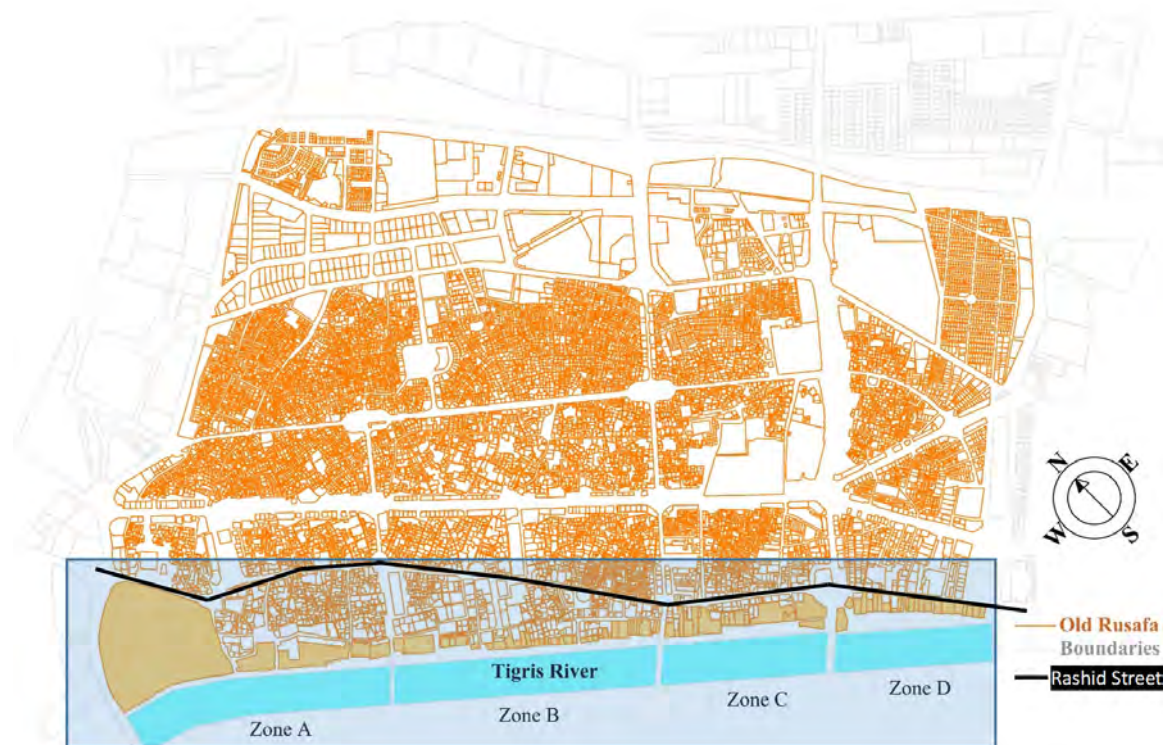 N
E
W
S
Old Rusafa
Boundaries
Rashid Street
Tigris River
Zone A
Zone B
Zone C
Zone D